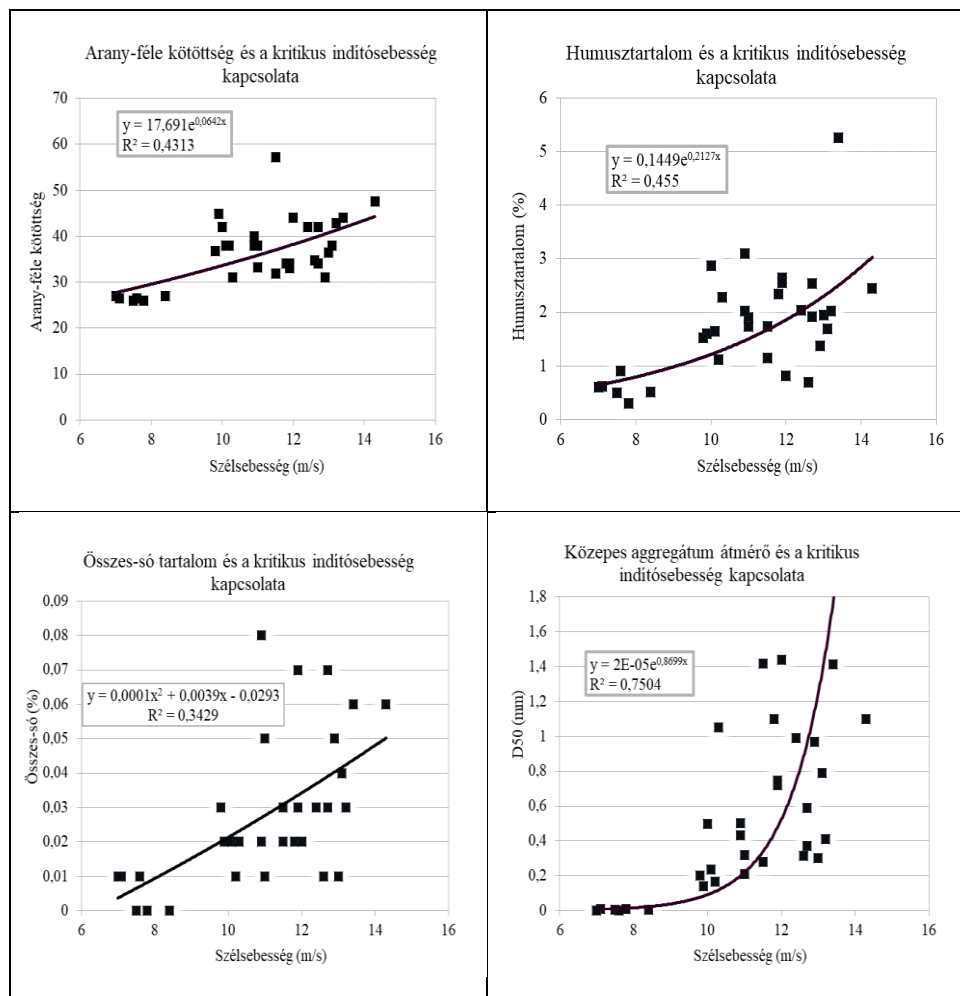 Arany-féle kötöttség és a kritikus indítósebesség
kapcsolata
70
60
50
40
30
20
10
0
y = 17,691e0,0642x
R² = 0,4313
Arany-féle kötöttség
6 8 10 12 14 16
Szélsebesség (m/s)
Humusztartalom és a kritikus indítósebesség
kapcsolata
6
5
4
3
2
1
0
y = 0,1449e0,2127x
R² = 0,455
Humusztartalom (%)
6 8 10 12 14 16
Szélsebesség (m/s)
Összes-só tartalom és a kritikus indítósebesség
kapcsolata
0,09
0,08
0,07
0,06
0,05
0,04
0,03
0,02
0,01
0
y = 0,0001x² + 0,0039x - 0,0293
R² = 0,3429
Összes-só (%)
6 8 10 12 14 16
Szélsebesség (m/s)
Közepes aggregátum átmérő és a kritikus
indítósebesség kapcsolata
1,8
1,6
1,4
1,2
1
0,8
0,6
0,4
0,2
0
y = 2E-05e0,8699x
R² = 0,7504
D50 (mm)
6 8 10 12 14 16
Szélsebesség (m/s)